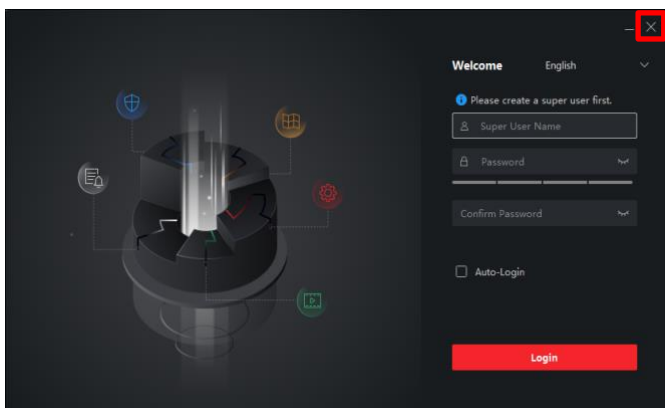 Welcome English
Please create a super user first.
Super User Name
Password
Confirm Password
Auto-Login
Login